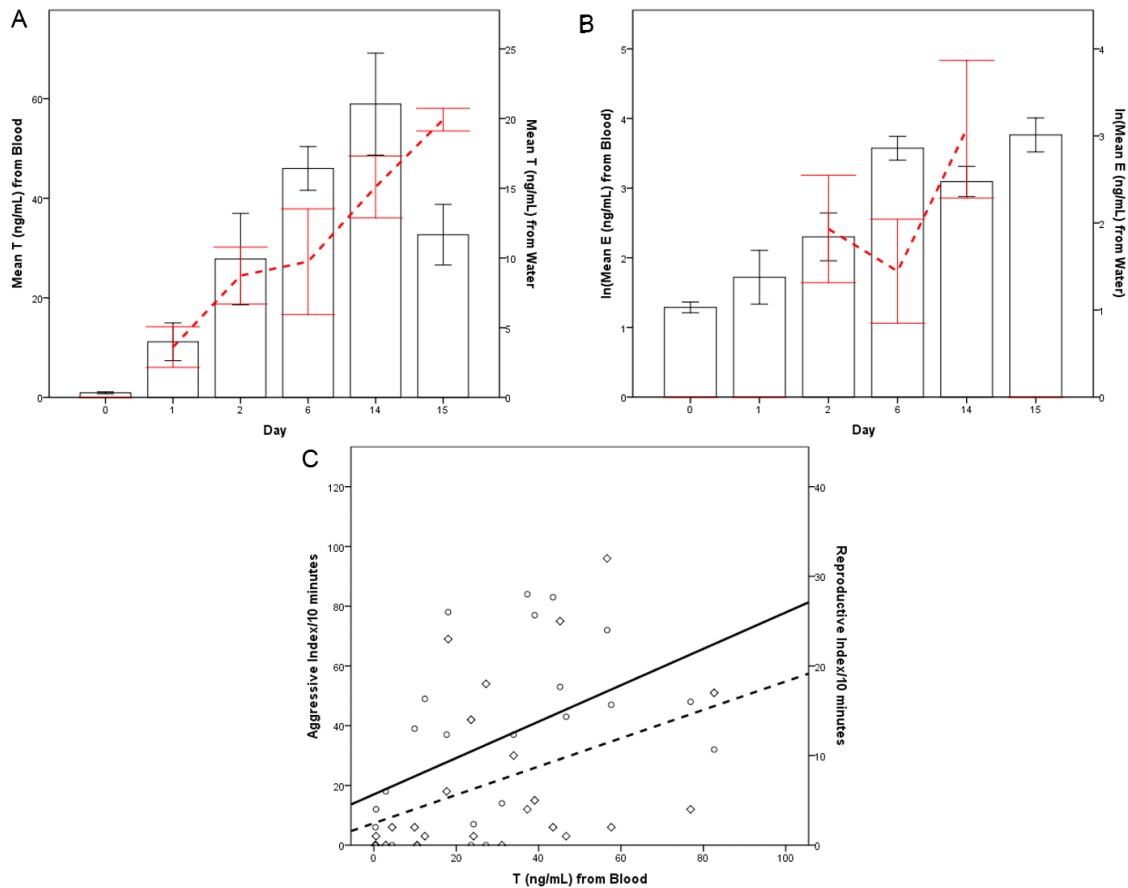 A
Mean T (ng/mL) from Blood
60
40
20
0
25
20
15
10
5
0
Mean T (ng/mL) from Water
0 1 2 6 14 15
Day
B
ln(Mean E (ng/mL) from Blood)
5
4
3
2
1
0
4
3
2
1
0
ln(Mean E (ng/mL) from Water)
0 1 2 6 14 15
Day
C
Aggressive Index/10 minutes
120
100
80
60
40
20
0
40
30
20
10
0
Reproductive Index/10 minutes
0 20 40 60 80 100
T (ng/mL) from Blood